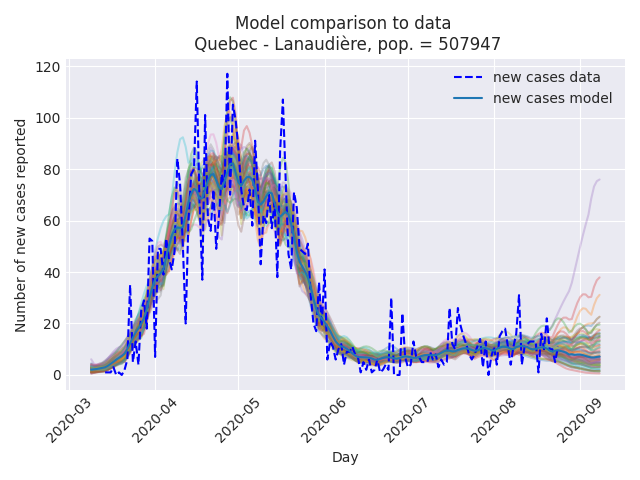 Model comparison to data
Quebec - Lanaudière, pop. = 507947
new cases data
new cases model
Number of new cases reported
120
100
80
60
40
20
0
2020-03
2020-04
2020-05
2020-06
2020-07
2020-08
2020-09
Day